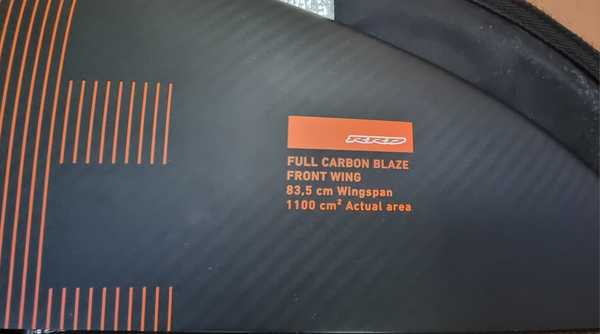 RRD
FULL CARBON BLAZE
FRONT WING
83,5 cm Wingspan
1100 cm² Actual area